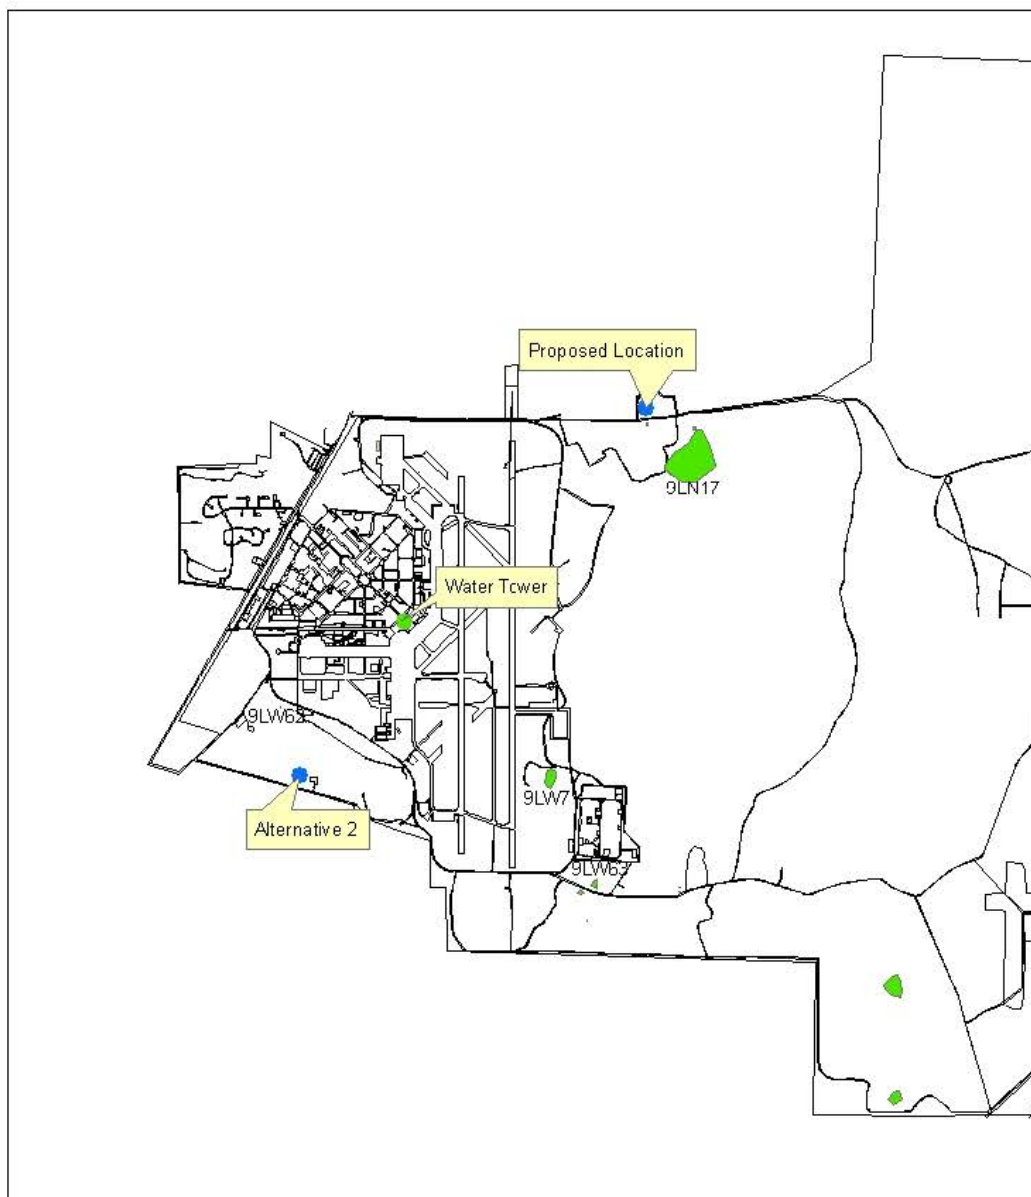 Proposed Location
9LN17
Water Tower
9LW62
9LW7
Alternative 2
9LW63